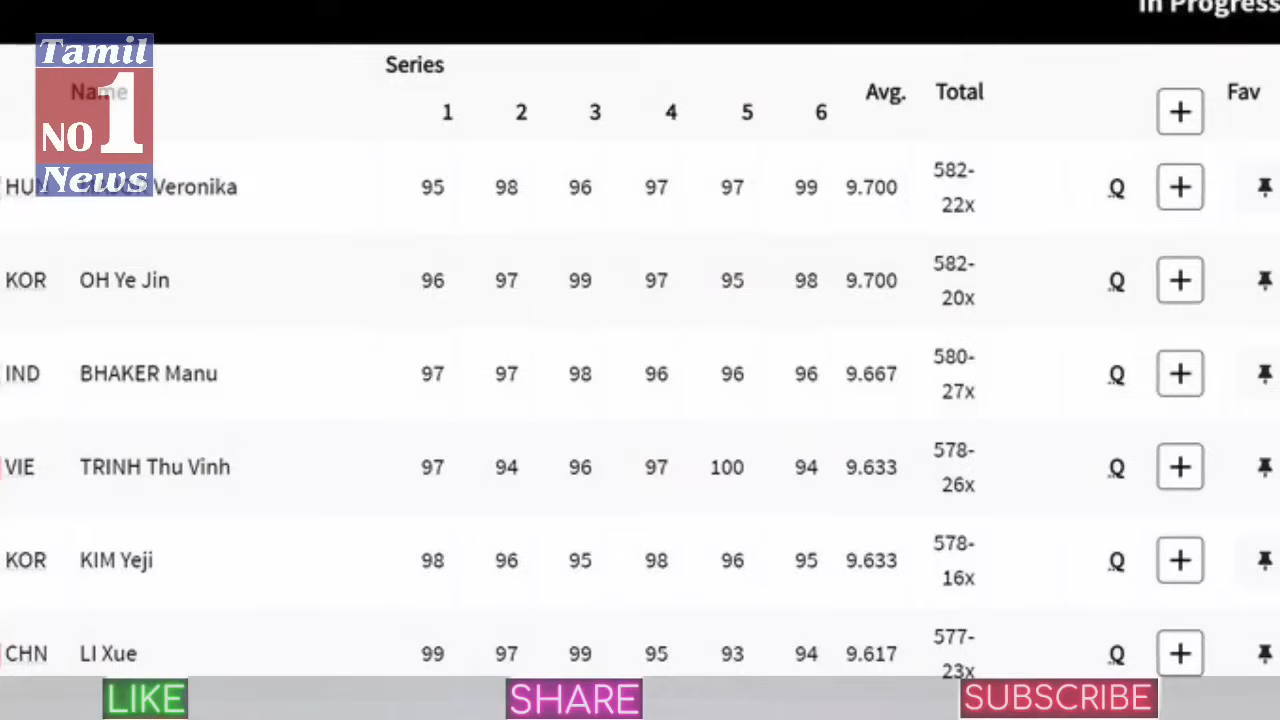 In Progress
Tamil
NO 1
News
Series
Name
1 2 3 4 5 6
Avg. Total
+
Fav
HUN Veronika 95 98 96 97 97 99 9.700 582-22x Q +
KOR OH Ye Jin 96 97 99 97 95 98 9.700 582-20x Q +
IND BHAKER Manu 97 97 98 96 96 96 9.667 580-27x Q +
VIE TRINH Thu Vinh 97 94 96 97 100 94 9.633 578-26x Q +
KOR KIM Yeji 98 96 95 98 96 95 9.633 578-16x Q +
CHN LI Xue 99 97 99 95 93 94 9.617 577-23x Q +
LIKE SHARE SUBSCRIBE